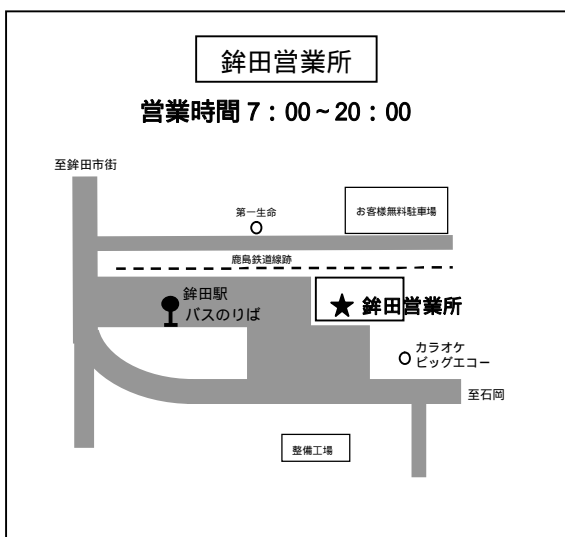 鉾田営業所
営業時間 7：00～20：00
至鉾田市街
第一生命
お客様無料駐車場
鹿島鉄道線跡
鉾田駅
バスのりば
★ 鉾田営業所
カラオケ
ビッグエコー
至石岡
整備工場